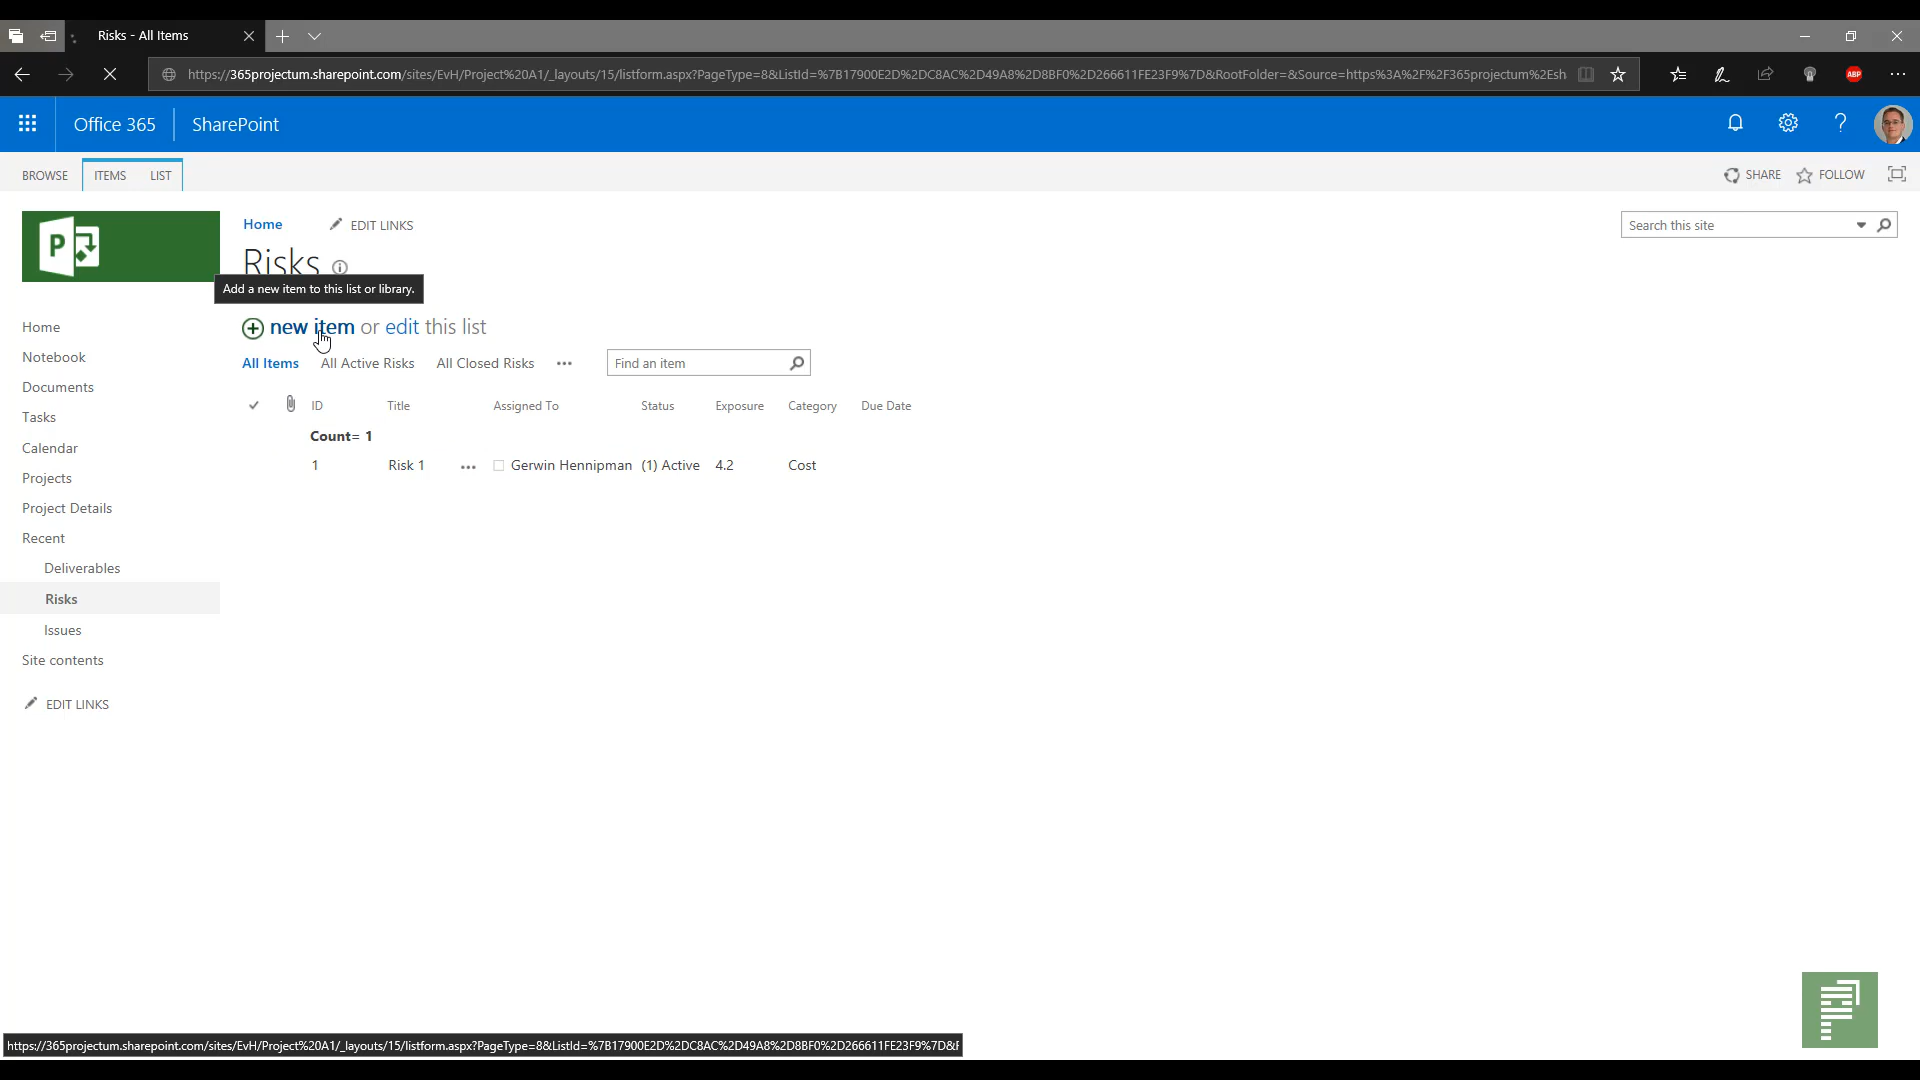 Risks - All Items
https://365projectum.sharepoint.com/sites/EvH/Project%20A1/_layouts/15/listform.aspx?PageType=8&ListId=%7B17900E2D%2DC8AC%2D49A8%2D8BF0%2D266611FE23F9%7D&RootFolder=&Source=https%3A%2F%2F365projectum%2Esh
ABP
Office 365 SharePoint
BROWSE ITEMS LIST SHARE FOLLOW
P
Home EDIT LINKS Search this site
Risks
Add a new item to this list or library.
new item or edit this list
All Items All Active Risks All Closed Risks Find an item
ID Title Assigned To Status Exposure Category Due Date
Count= 1
1 Risk 1 Gerwin Hennipman (1) Active 4.2 Cost
Home
Notebook
Documents
Tasks
Calendar
Projects
Project Details
Recent
Deliverables
Risks
Issues
Site contents
EDIT LINKS
https://365projectum.sharepoint.com/sites/EvH/Project%20A1/_layouts/15/listform.aspx?PageType=8&ListId=%7B17900E2D%2DC8AC%2D49A8%2D8BF0%2D266611FE23F9%7D&F